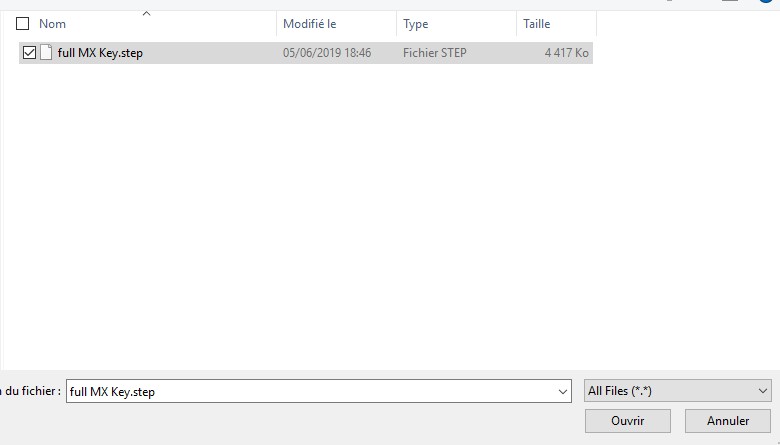 Nom Modifié le Type Taille
full MX Key.step 05/06/2019 18:46 Fichier STEP 4 417 Ko
du fichier : full MX Key.step All Files (*.*)
Ouvrir Annuler